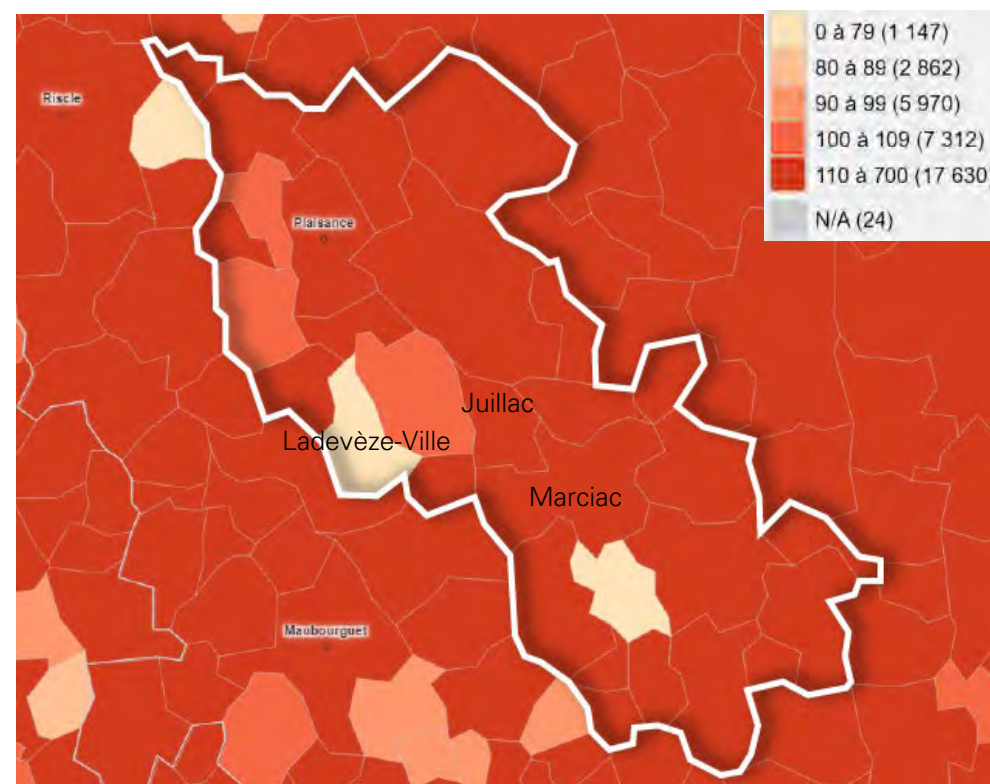 0 à 79 (1 147)
80 à 89 (2 862)
90 à 99 (5 970)
100 à 109 (7 312)
110 à 700 (17 630)
N/A (24)
Riscle
Plaisance
Juillac
Ladevèze-Ville
Marciac
Maubourguet